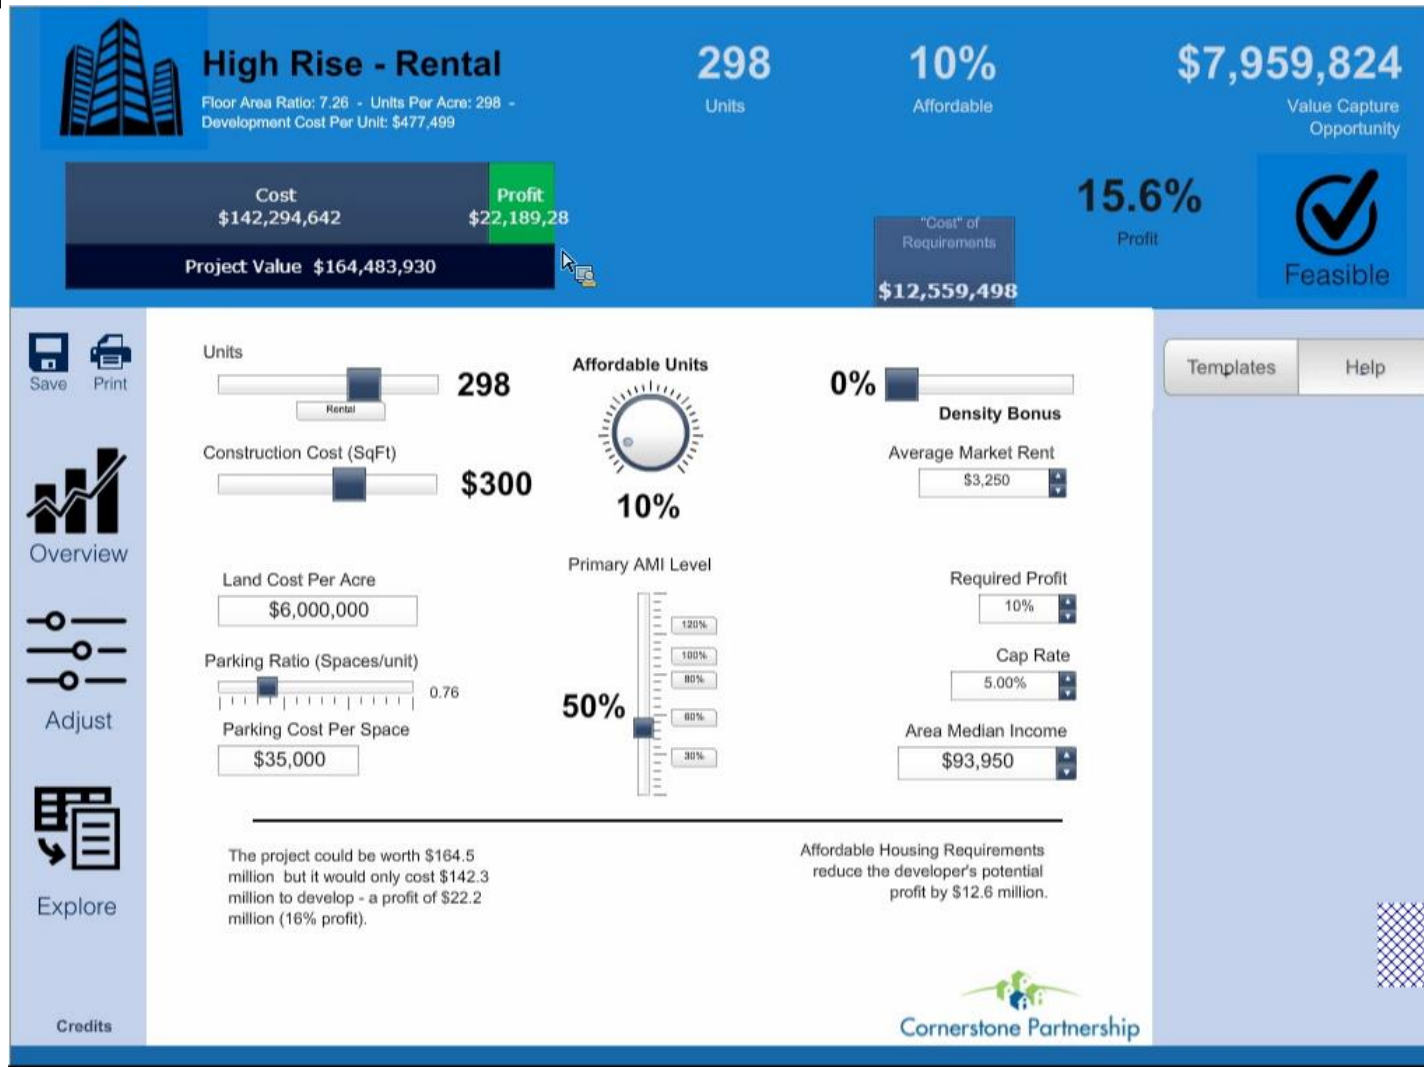 High Rise - Rental
Floor Area Ratio: 7.26 - Units Per Acre: 298 -
Development Cost Per Unit: $477,499
298
Units
10%
Affordable
$7,959,824
Value Capture
Opportunity
Cost
$142,294,642
Profit
$22,189,28
Project Value $164,483,930
"Cost" of
Requirements
$12,559,498
15.6%
Profit
Feasible
Save
Print
Overview
Adjust
Explore
Credits
Units
298
Rental
Construction Cost (SqFt)
$300
Land Cost Per Acre
$6,000,000
Parking Ratio (Spaces/unit)
0.76
Parking Cost Per Space
$35,000
Affordable Units
10%
Primary AMI Level
120%
100%
80%
50%
60%
30%
0%
Density Bonus
Average Market Rent
$3,250
Required Profit
10%
Cap Rate
5.00%
Area Median Income
$93,950
Templates
Help
The project could be worth $164.5
million but it would only cost $142.3
million to develop - a profit of $22.2
million (16% profit).
Affordable Housing Requirements
reduce the developer's potential
profit by $12.6 million.
Cornerstone Partnership